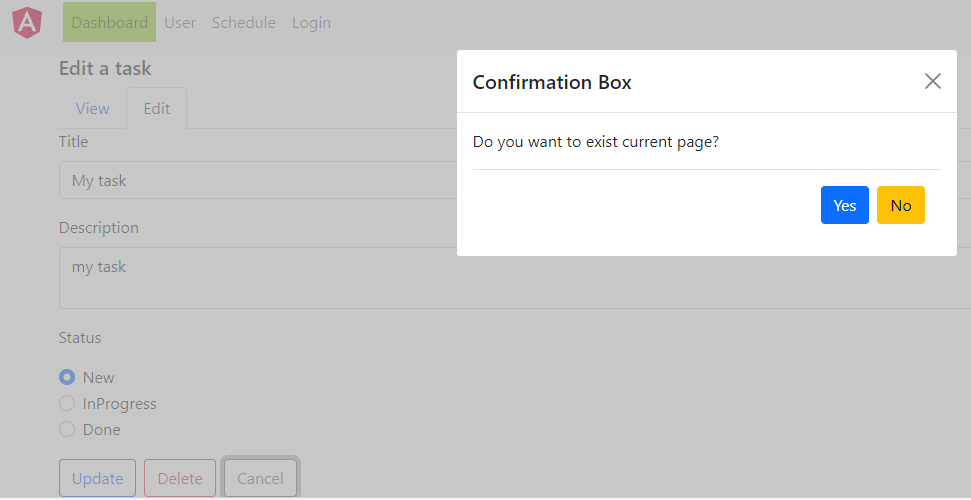 Dashboard User Schedule Login
Edit a task
View Edit
Title
My task
Description
my task
Status
New
InProgress
Done
Update Delete Cancel
Confirmation Box
Do you want to exist current page?
Yes No